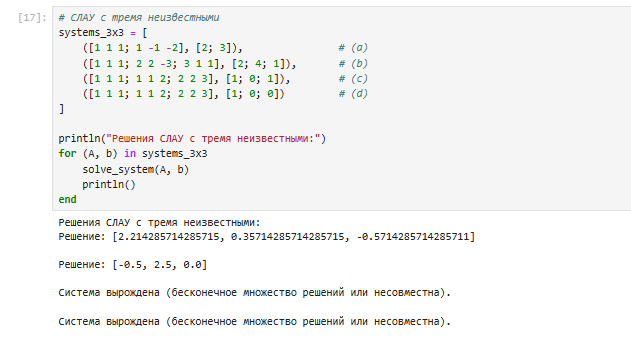 [17]: # СЛАУ с тремя неизвестными
systems_3x3 = [
([1 1 1; 1 -1 -2], [2; 3]), # (a)
([1 1 1; 2 2 -3; 3 1 1], [2; 4; 1]), # (b)
([1 1 1; 1 1 2; 2 2 3], [1; 0; 1]), # (c)
([1 1 1; 1 1 2; 2 2 3], [1; 0; 0]) # (d)
]
println("Решения СЛАУ с тремя неизвестными:")
for (A, b) in systems_3x3
solve_system(A, b)
println()
end
Решения СЛАУ с тремя неизвестными:
Решение: [2.214285714285715, 0.35714285714285715, -0.5714285714285711]
Решение: [-0.5, 2.5, 0.0]
Система вырождена (бесконечное множество решений или несовместна).
Система вырождена (бесконечное множество решений или несовместна).